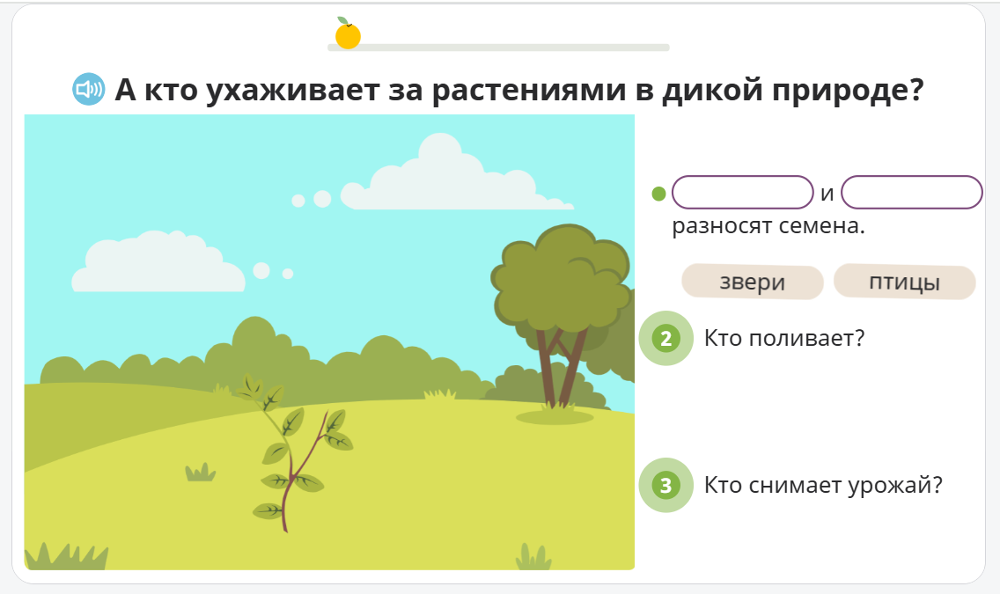 А кто ухаживает за растениями в дикой природе?
и
разносят семена.
звери птицы
2 Кто поливает?
3 Кто снимает урожай?